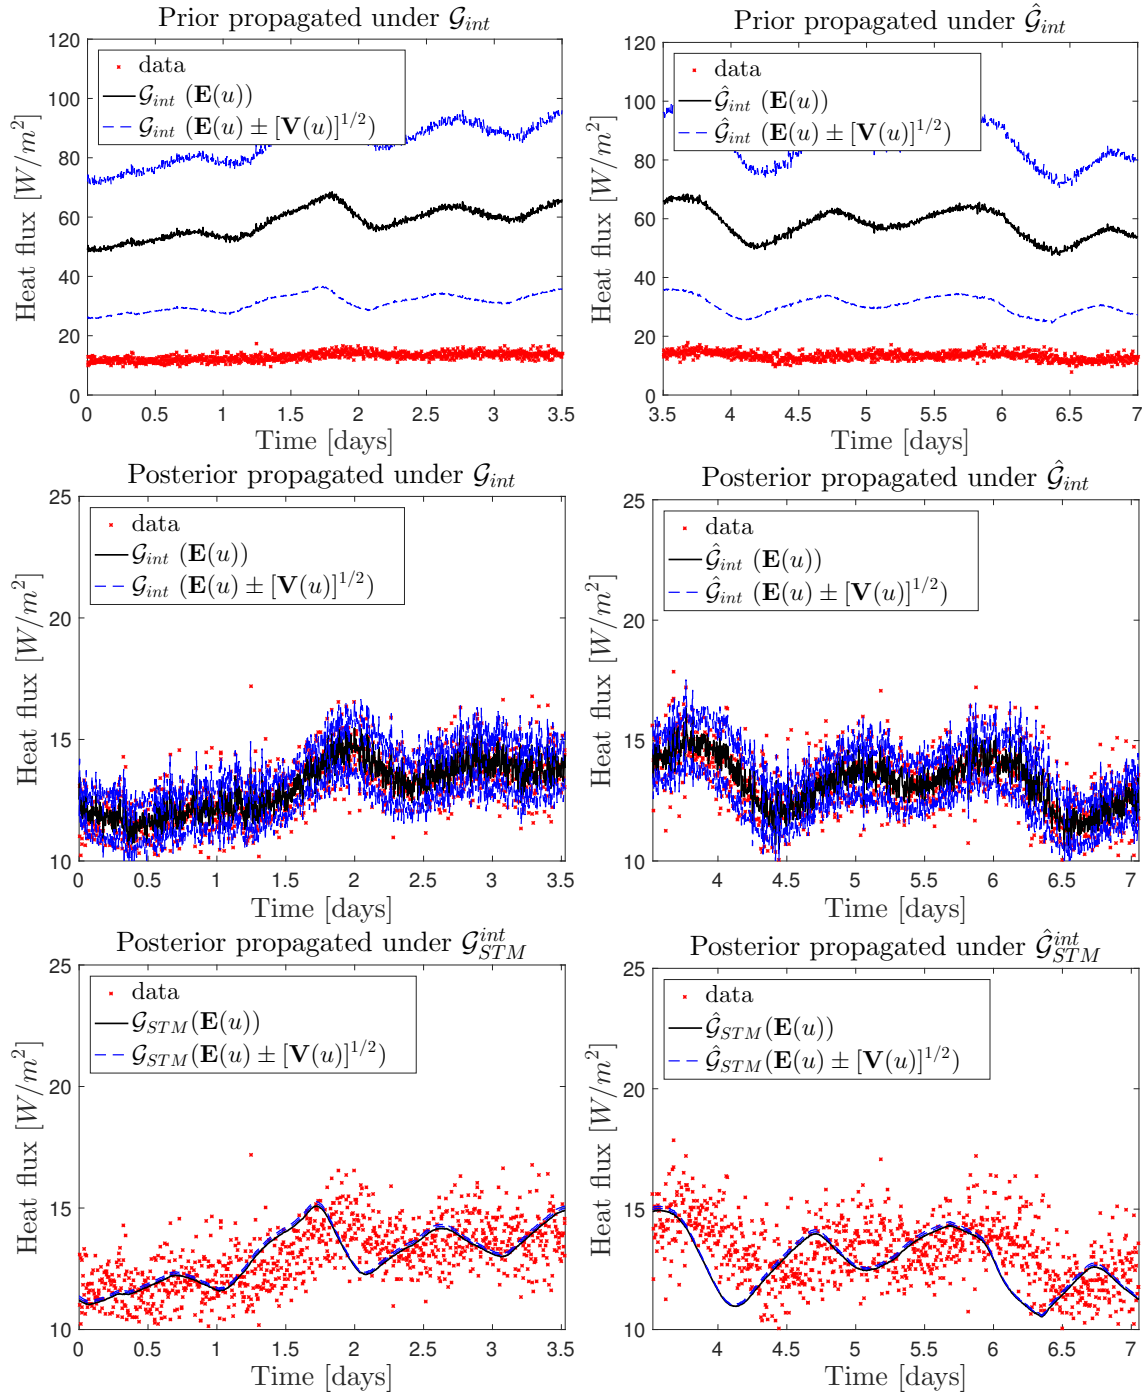 Prior propagated under 𝒢_int
120
100
80
60
40
20
0
Heat flux [W/m²]
data
𝒢_int (E(u))
𝒢_int (E(u) ± [V(u)]^{1/2})
0 0.5 1 1.5 2 2.5 3 3.5
Time [days]
Prior propagated under 𝒢̂_int
120
100
80
60
40
20
0
Heat flux [W/m²]
data
𝒢̂_int (E(u))
𝒢̂_int (E(u) ± [V(u)]^{1/2})
3.5 4 4.5 5 5.5 6 6.5 7
Time [days]
Posterior propagated under 𝒢_int
25
20
15
10
Heat flux [W/m²]
data
𝒢_int (E(u))
𝒢_int (E(u) ± [V(u)]^{1/2})
0 0.5 1 1.5 2 2.5 3 3.5
Time [days]
Posterior propagated under 𝒢̂_int
25
20
15
10
Heat flux [W/m²]
data
𝒢̂_int (E(u))
𝒢̂_int (E(u) ± [V(u)]^{1/2})
4 4.5 5 5.5 6 6.5 7
Time [days]
Posterior propagated under 𝒢_{STM}^{int}
25
20
15
10
Heat flux [W/m²]
data
𝒢_{STM}(E(u))
𝒢_{STM}(E(u) ± [V(u)]^{1/2})
0 0.5 1 1.5 2 2.5 3 3.5
Time [days]
Posterior propagated under 𝒢̂_{STM}^{int}
25
20
15
10
Heat flux [W/m²]
data
𝒢̂_{STM}(E(u))
𝒢̂_{STM}(E(u) ± [V(u)]^{1/2})
4 4.5 5 5.5 6 6.5 7
Time [days]